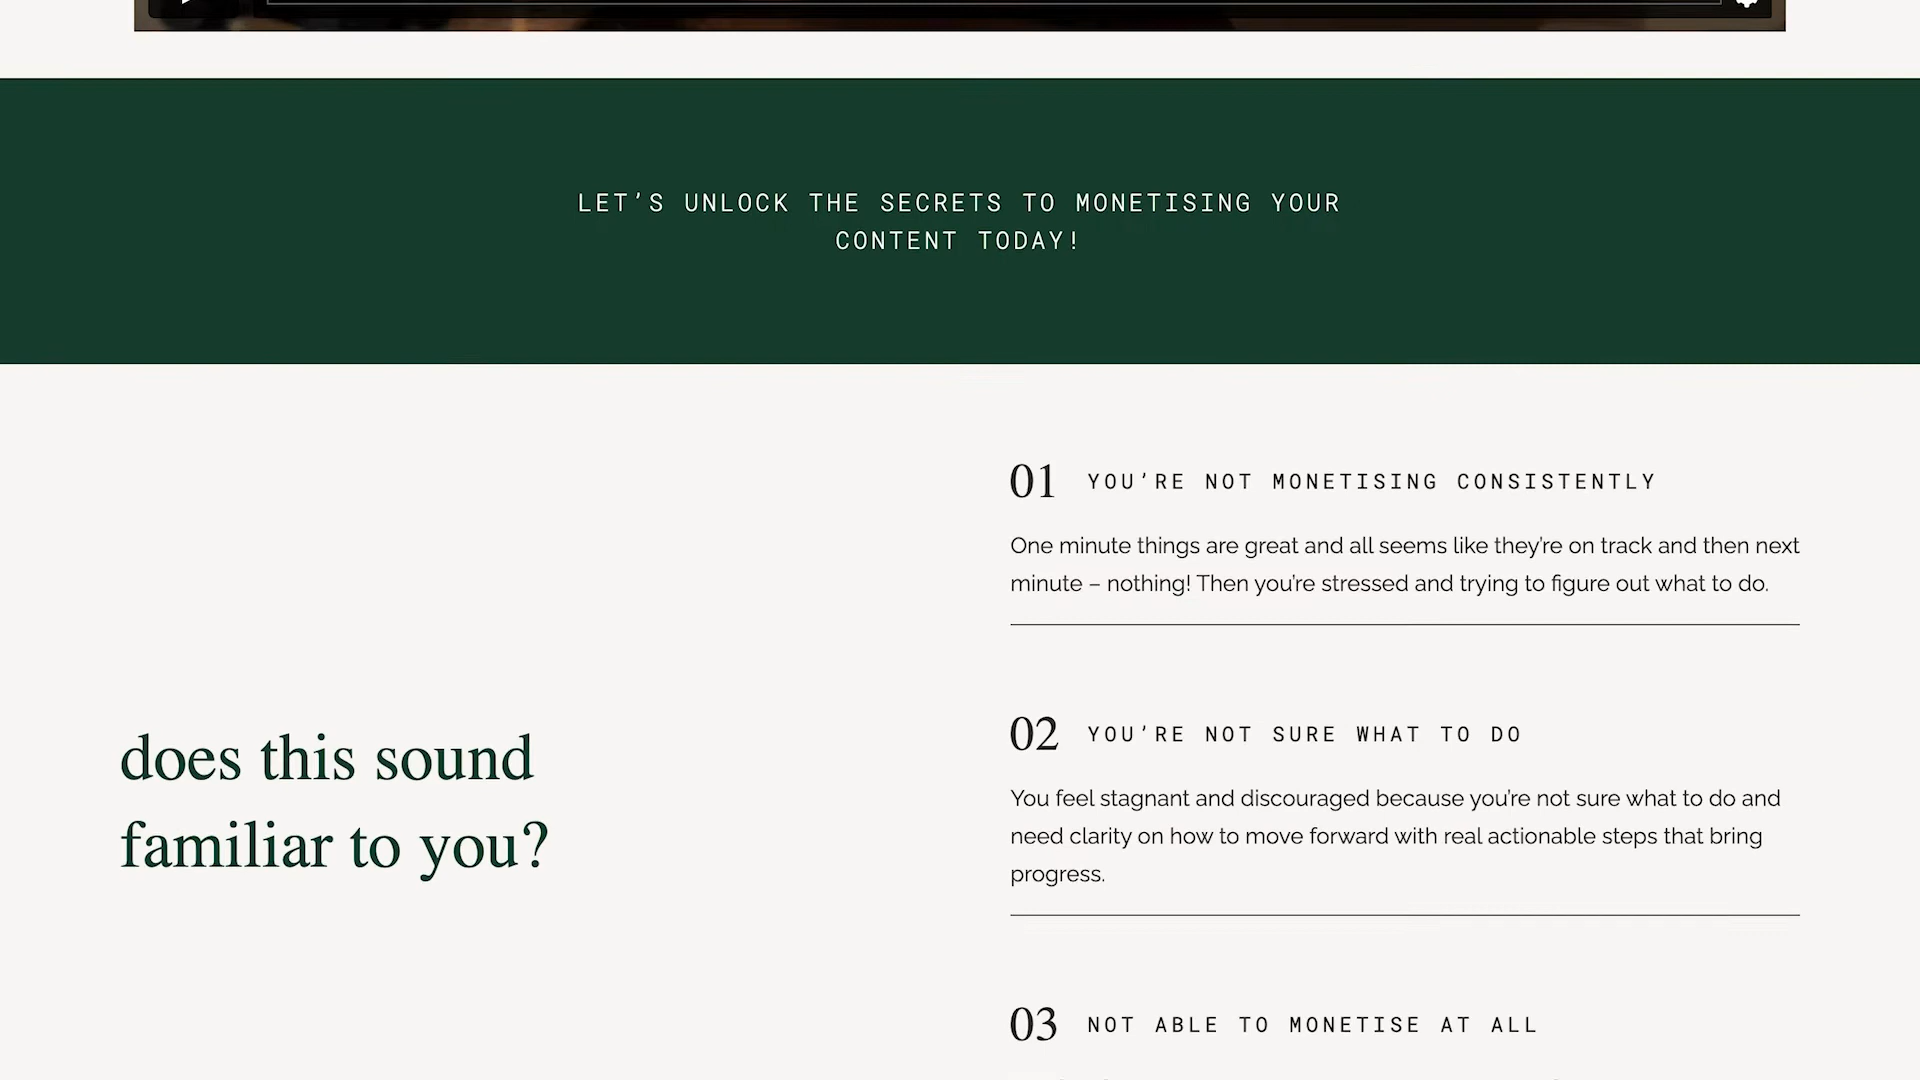 LET’S UNLOCK THE SECRETS TO MONETISING YOUR
CONTENT TODAY!
does this sound
familiar to you?
01 YOU’RE NOT MONETISING CONSISTENTLY
One minute things are great and all seems like they’re on track and then next
minute – nothing! Then you’re stressed and trying to figure out what to do.
02 YOU’RE NOT SURE WHAT TO DO
You feel stagnant and discouraged because you’re not sure what to do and
need clarity on how to move forward with real actionable steps that bring
progress.
03 NOT ABLE TO MONETISE AT ALL